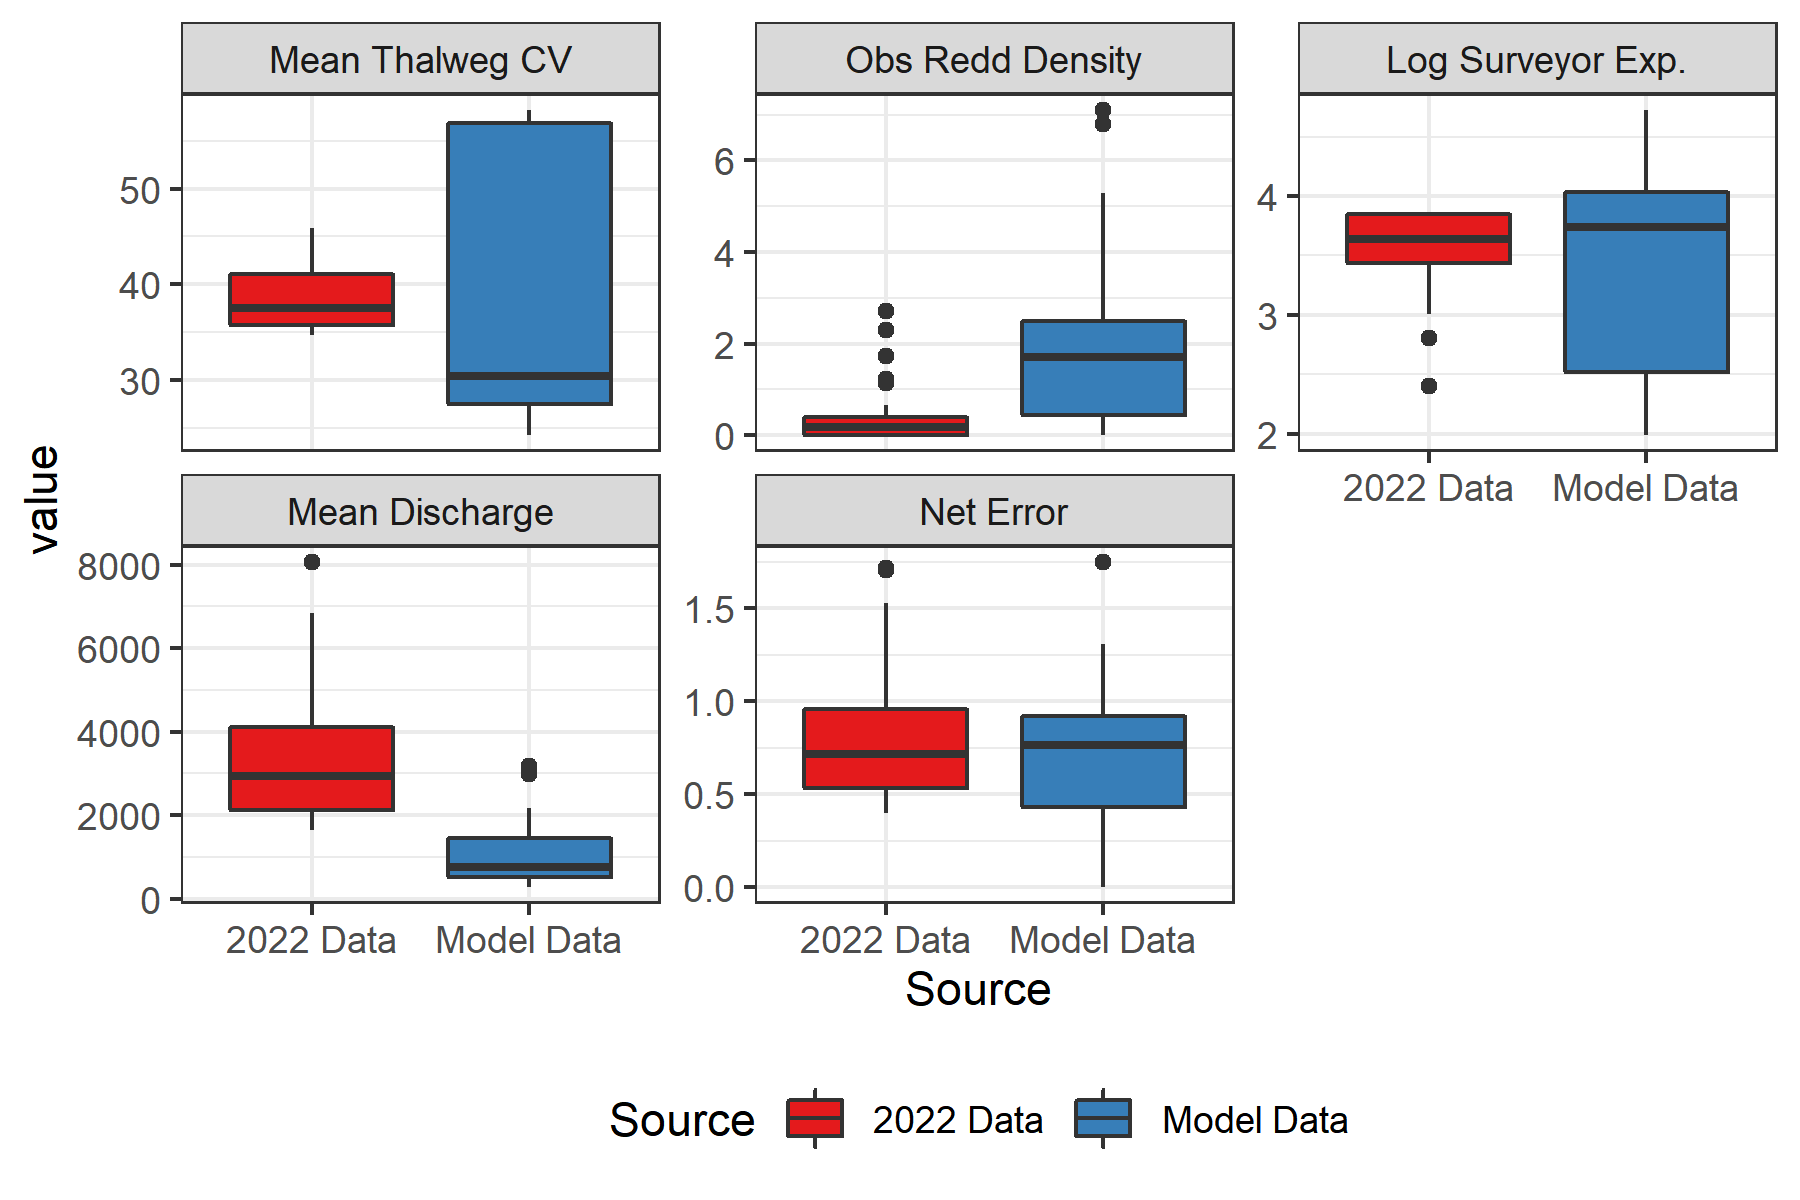 Mean Thalweg CV
Obs Redd Density
Log Surveyor Exp.
50
40
30
6
4
2
0
4
3
2
2022 Data
Model Data
value
Mean Discharge
Net Error
8000
6000
4000
2000
0
1.5
1.0
0.5
0.0
2022 Data
Model Data
2022 Data
Model Data
Source
Source
2022 Data
Model Data